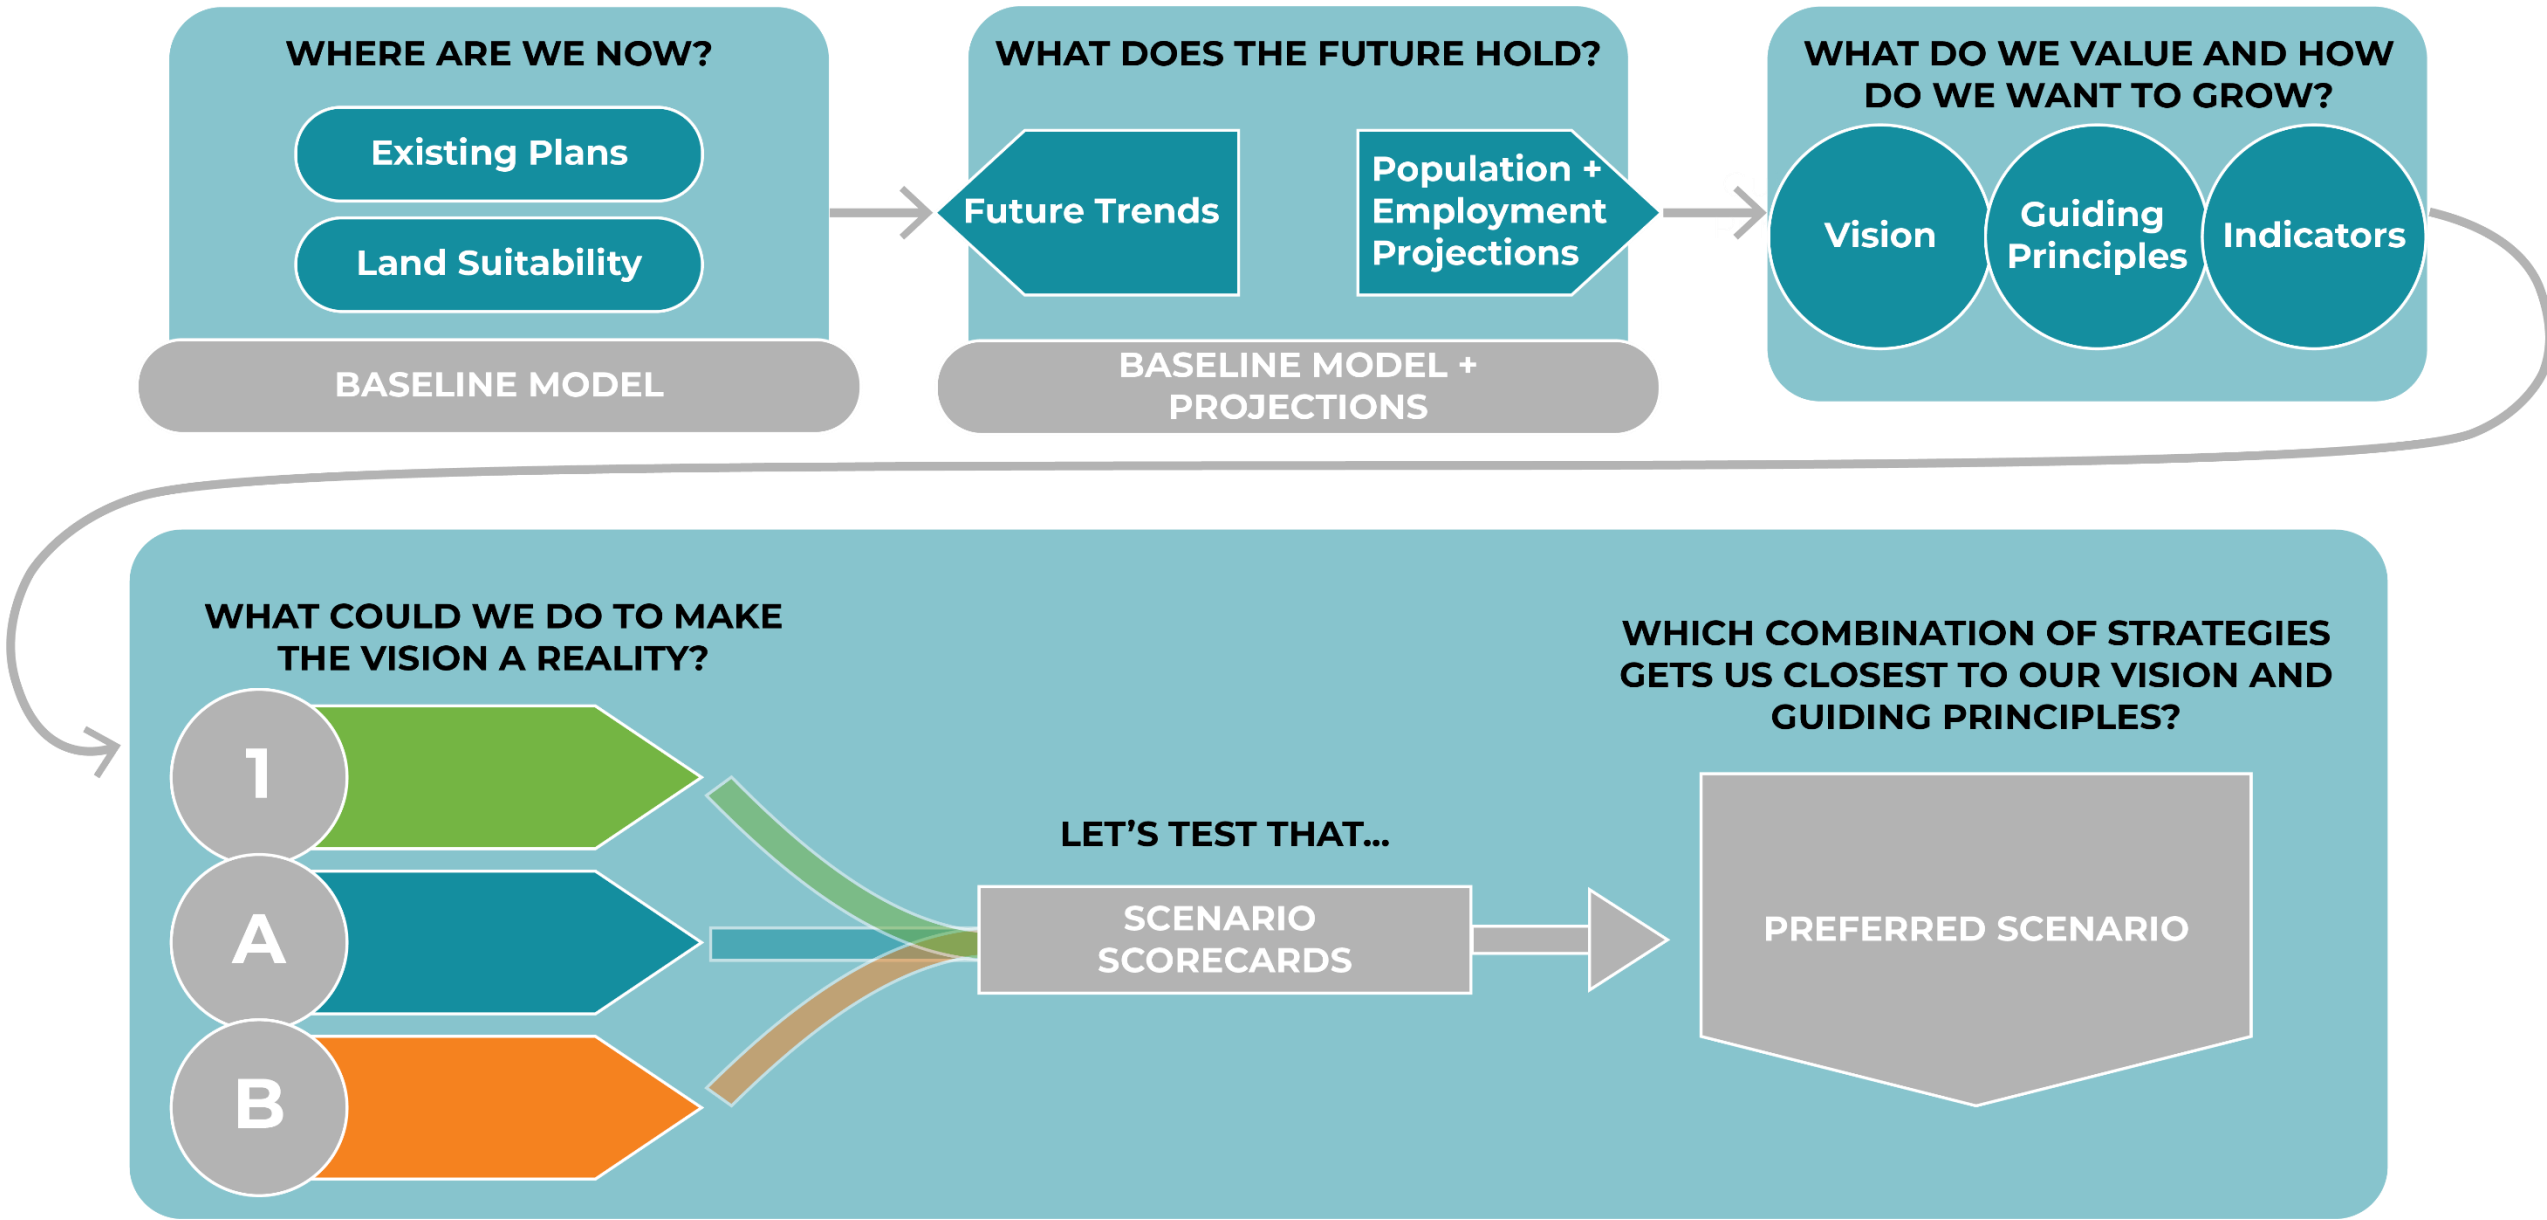 WHERE ARE WE NOW?
Existing Plans
Land Suitability
BASELINE MODEL
WHAT DOES THE FUTURE HOLD?
Future Trends
Population +
Employment
Projections
BASELINE MODEL +
PROJECTIONS
WHAT DO WE VALUE AND HOW
DO WE WANT TO GROW?
Vision
Guiding
Principles
Indicators
WHAT COULD WE DO TO MAKE
THE VISION A REALITY?
1
A
B
LET’S TEST THAT...
SCENARIO
SCORECARDS
WHICH COMBINATION OF STRATEGIES
GETS US CLOSEST TO OUR VISION AND
GUIDING PRINCIPLES?
PREFERRED SCENARIO